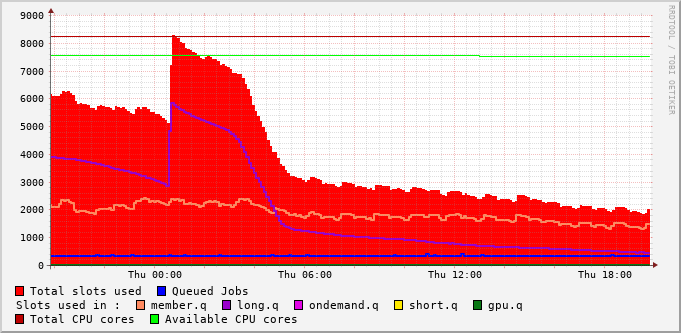 9000
8000
7000
6000
5000
4000
3000
2000
1000
0
Thu 00:00 Thu 06:00 Thu 12:00 Thu 18:00
RRDTOOL / TOBI OETIKER
Total slots used Queued Jobs
Slots used in : member.q long.q ondemand.q short.q gpu.q
Total CPU cores Available CPU cores